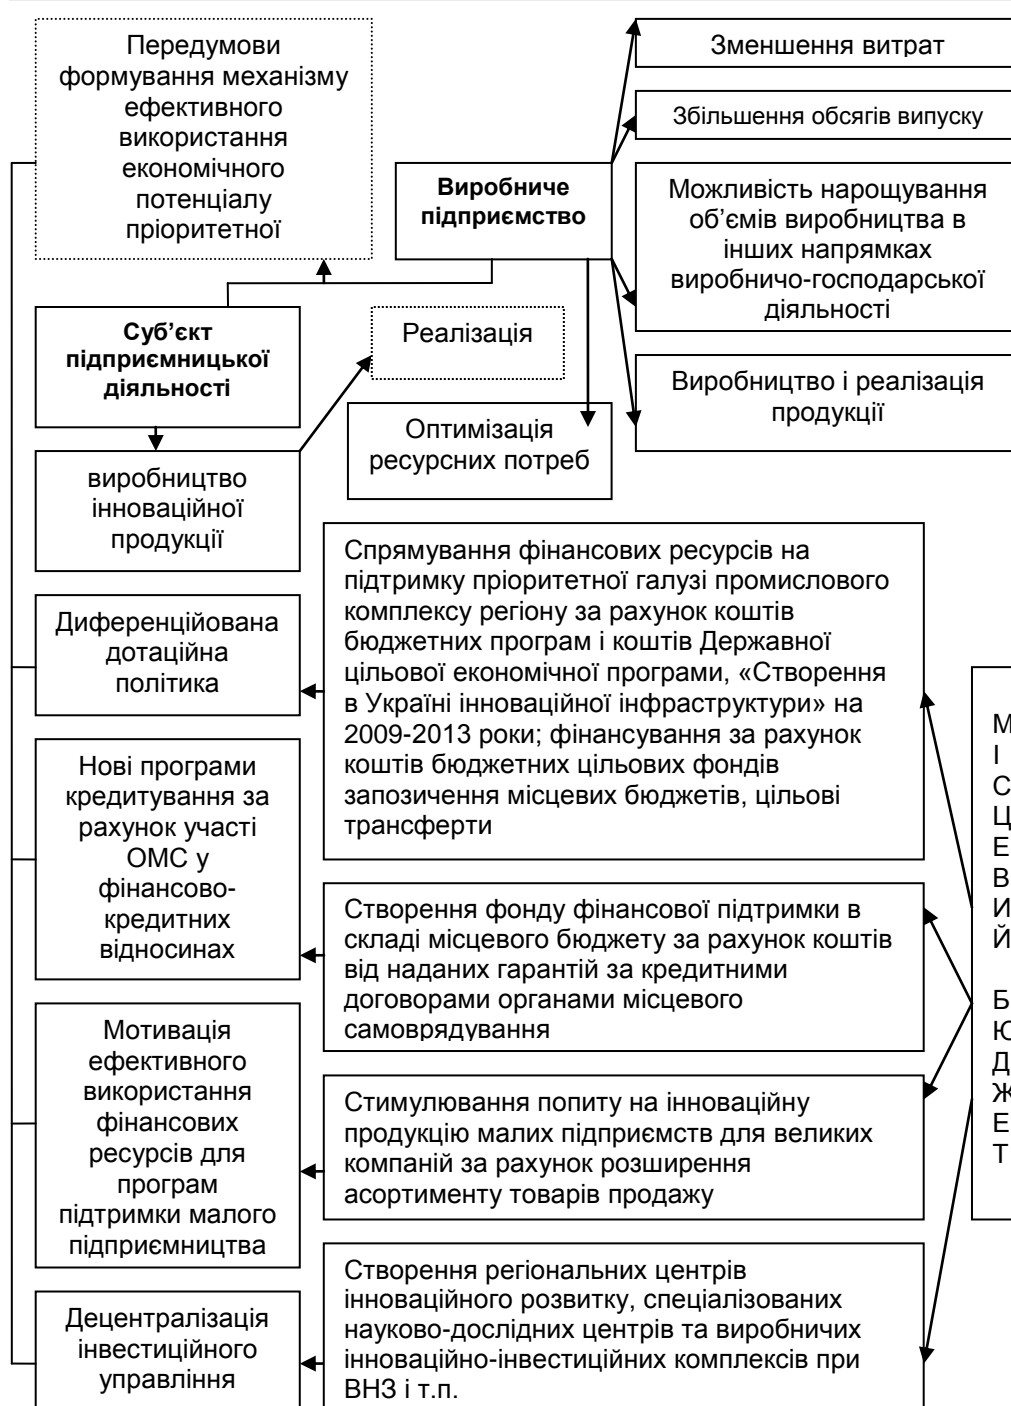 Передумови
формування механізму
ефективного
використання
економічного
потенціалу
пріоритетної
Виробниче
підприємство
Зменшення витрат
Збільшення обсягів випуску
Можливість нарощування
об’ємів виробництва в
інших напрямках
виробничо-господарської
діяльності
Виробництво і реалізація
продукції
Суб’єкт
підприємницької
діяльності
Реалізація
Оптимізація
ресурсних потреб
виробництво
інноваційної
продукції
Диференційована
дотаційна
політика
Спрямування фінансових ресурсів на
підтримку пріоритетної галузі промислового
комплексу регіону за рахунок коштів
бюджетних програм і коштів Державної
цільової економічної програми, «Створення
в Україні інноваційної інфраструктури» на
2009-2013 роки; фінансування за рахунок
коштів бюджетних цільових фондів
запозичення місцевих бюджетів, цільові
трансферти
Нові програми
кредитування за
рахунок участі
ОМС у
фінансово-
кредитних
відносинах
Створення фонду фінансової підтримки в
складі місцевого бюджету за рахунок коштів
від наданих гарантій за кредитними
договорами органами місцевого
самоврядування
Мотивація
ефективного
використання
фінансових
ресурсів для
програм
підтримки малого
підприємництва
Стимулювання попиту на інноваційну
продукцію малих підприємств для великих
компаній за рахунок розширення
асортименту товарів продажу
Децентралізація
інвестиційного
управління
Створення регіональних центрів
інноваційного розвитку, спеціалізованих
науково-дослідних центрів та виробничих
інноваційно-інвестиційних комплексів при
ВНЗ і т.п.
М
І
С
Ц
Е
В
И
Й
Б
Ю
Д
Ж
Е
Т